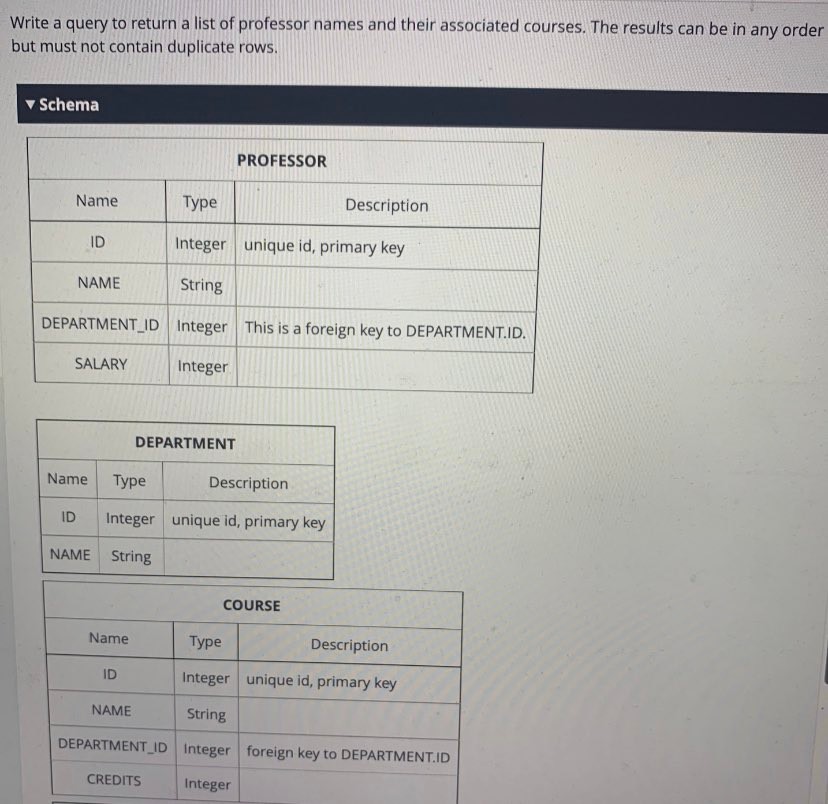 Write a query to return a list of professor names and their associated courses. The results can be in any order
but must not contain duplicate rows.
▼ Schema
PROFESSOR
Name Type Description
ID Integer unique id, primary key
NAME String
DEPARTMENT_ID Integer This is a foreign key to DEPARTMENT.ID.
SALARY Integer
DEPARTMENT
Name Type Description
ID Integer unique id, primary key
NAME String
COURSE
Name Type Description
ID Integer unique id, primary key
NAME String
DEPARTMENT_ID Integer foreign key to DEPARTMENT.ID
CREDITS Integer